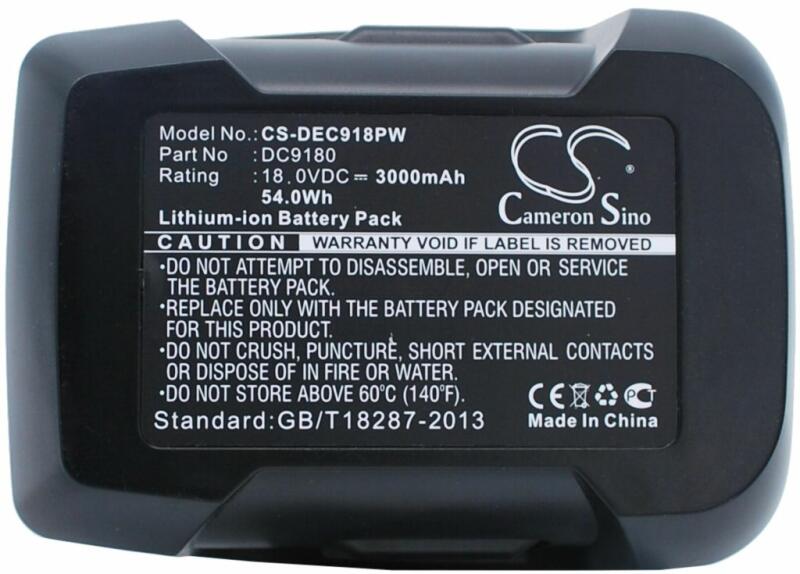 Model No.:CS-DEC918PW
Part No :DC9180
Rating :18.0VDC⎓ 3000mAh
54.0Wh
Lithium-ion Battery Pack
CS
®
Cameron Sino
CAUTION WARRANTY VOID IF LABEL IS REMOVED
•DO NOT ATTEMPT TO DISASSEMBLE, OPEN OR SERVICE
THE BATTERY PACK.
•REPLACE ONLY WITH THE BATTERY PACK DESIGNATED
FOR THIS PRODUCT.
•DO NOT CRUSH, PUNCTURE, SHORT EXTERNAL CONTACTS
OR DISPOSE OF IN FIRE OR WATER.
•DO NOT STORE ABOVE 60°C (140°F).
CE PCT
Standard:GB/T18287-2013
Made In China